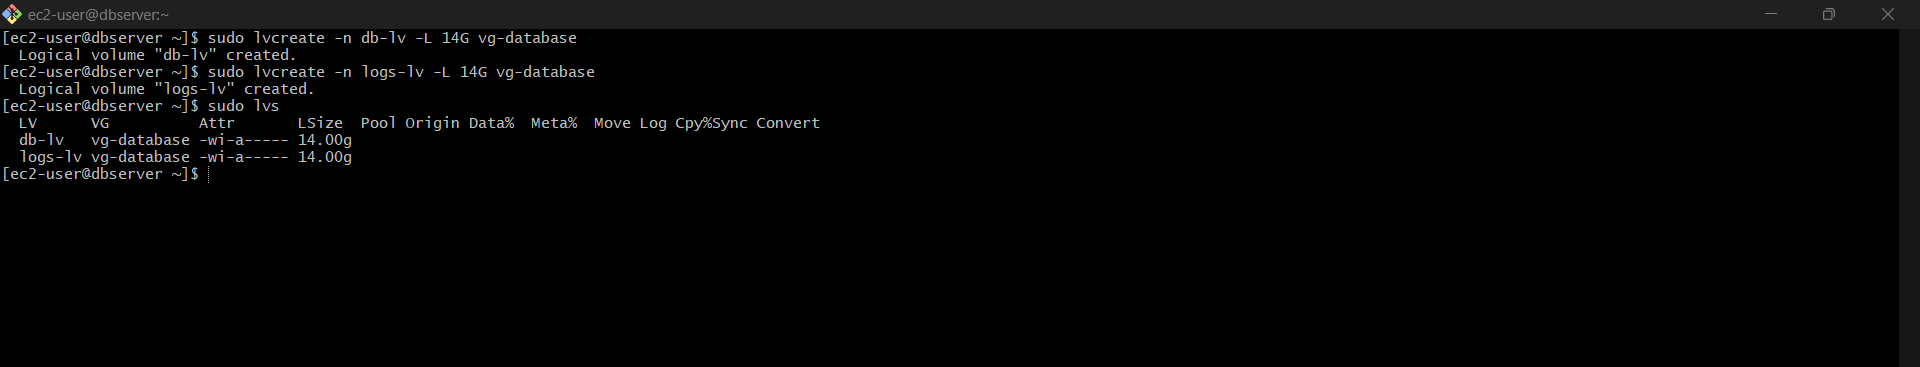 ec2-user@dbserver:~
[ec2-user@dbserver ~]$ sudo lvcreate -n db-lv -L 14G vg-database
  Logical volume "db-lv" created.
[ec2-user@dbserver ~]$ sudo lvcreate -n logs-lv -L 14G vg-database
  Logical volume "logs-lv" created.
[ec2-user@dbserver ~]$ sudo lvs
  LV      VG          Attr       LSize  Pool Origin Data%  Meta%  Move Log Cpy%Sync Convert
  db-lv   vg-database -wi-a----- 14.00g
  logs-lv vg-database -wi-a----- 14.00g
[ec2-user@dbserver ~]$